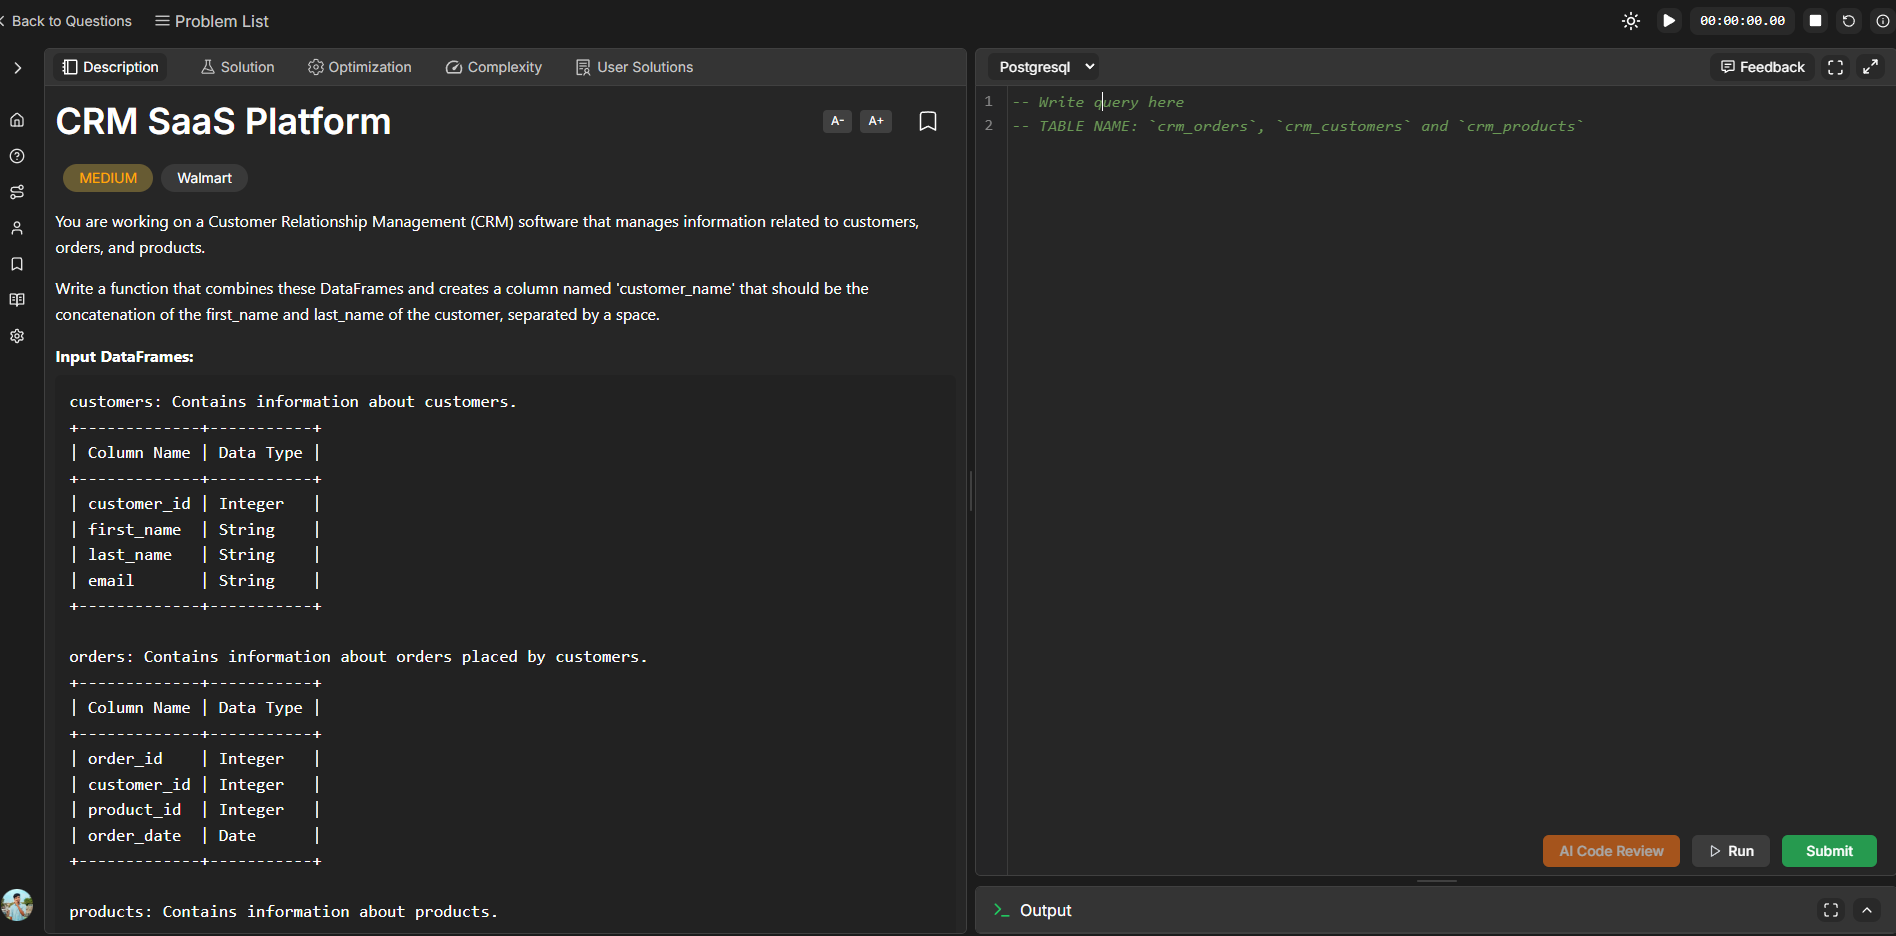 Back to Questions
Problem List
00:00:00.00
Description
Solution
Optimization
Complexity
User Solutions
CRM SaaS Platform
A-
A+
MEDIUM
Walmart
You are working on a Customer Relationship Management (CRM) software that manages information related to customers,
orders, and products.
Write a function that combines these DataFrames and creates a column named 'customer_name' that should be the
concatenation of the first_name and last_name of the customer, separated by a space.
Input DataFrames:
customers: Contains information about customers.
+-------------+-----------+
| Column Name | Data Type |
+-------------+-----------+
| customer_id | Integer   |
| first_name  | String    |
| last_name   | String    |
| email       | String    |
+-------------+-----------+
orders: Contains information about orders placed by customers.
+-------------+-----------+
| Column Name | Data Type |
+-------------+-----------+
| order_id    | Integer   |
| customer_id | Integer   |
| product_id  | Integer   |
| order_date  | Date      |
+-------------+-----------+
products: Contains information about products.
Postgresql
Feedback
1 -- Write query here
2 -- TABLE NAME: `crm_orders`, `crm_customers` and `crm_products`
AI Code Review
Run
Submit
>_ Output